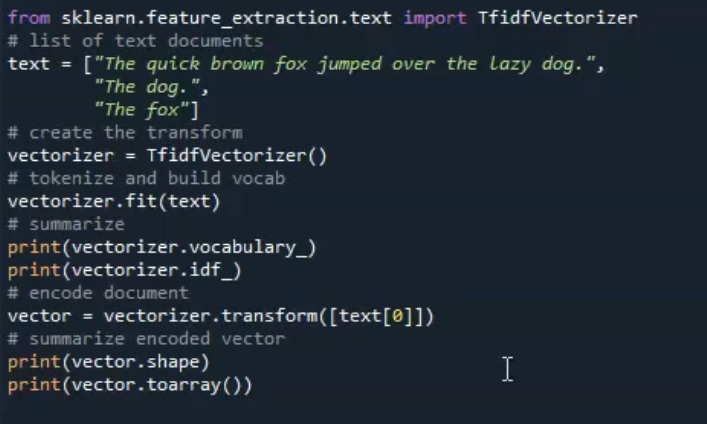 from sklearn.feature_extraction.text import TfidfVectorizer
# list of text documents
text = ["The quick brown fox jumped over the lazy dog.",
        "The dog.",
        "The fox"]
# create the transform
vectorizer = TfidfVectorizer()
# tokenize and build vocab
vectorizer.fit(text)
# summarize
print(vectorizer.vocabulary_)
print(vectorizer.idf_)
# encode document
vector = vectorizer.transform([text[0]])
# summarize encoded vector
print(vector.shape)
print(vector.toarray())